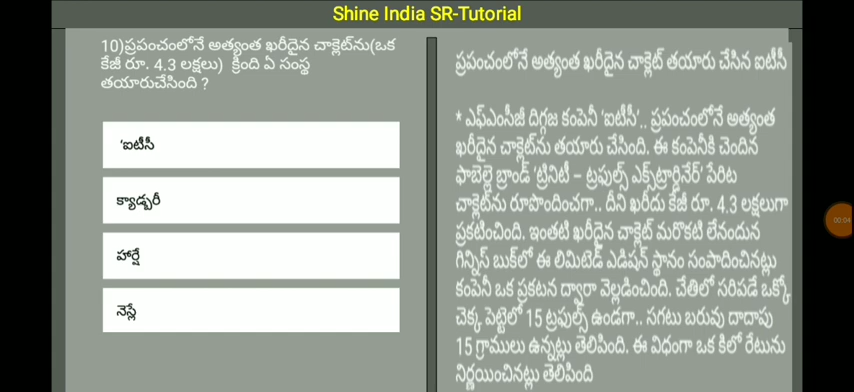 Shine India SR-Tutorial
10)ప్రపంచంలోనే అత్యంత ఖరీదైన చాక్లెట్‌ను(ఒక
కేజీ రూ. 4.3 లక్షలు) క్రింది ఏ సంస్థ
తయారుచేసింది ?
'ఐటీసీ
క్యాడ్బరీ
హార్షే
నెస్లే
ప్రపంచంలోనే అత్యంత ఖరీదైన చాక్లెట్ తయారు చేసిన ఐటీసీ
* ఎఫ్ఎంసీజీ దిగ్గజ కంపెనీ 'ఐటీసీ'.. ప్రపంచంలోనే అత్యంత
ఖరీదైన చాక్లెట్‌ను తయారు చేసింది. ఈ కంపెనీకి చెందిన
ఫాబెల్లె బ్రాండ్ 'ట్రినిటీ – ట్రఫుల్స్ ఎక్స్‌ట్రార్డినేర్' పేరిట
చాక్లెట్‌ను రూపొందించగా.. దీని ఖరీదు కేజీ రూ. 4.3 లక్షలుగా
ప్రకటించింది. ఇంతటి ఖరీదైన చాక్లెట్ మరొకటి లేనందున
గిన్నిస్ బుక్‌లో ఈ లిమిటెడ్ ఎడిషన్ స్థానం సంపాదించినట్లు
కంపెనీ ఒక ప్రకటన ద్వారా వెల్లడించింది. చేతిలో సరిపడే ఒక్కో
చెక్క పెట్టెలో 15 ట్రఫుల్స్ ఉండగా.. సగటు బరువు దాదాపు
15 గ్రాములు ఉన్నట్లు తెలిపింది. ఈ విధంగా ఒక కిలో రేటును
నిర్ణయించినట్లు తెలిపింది
00:04